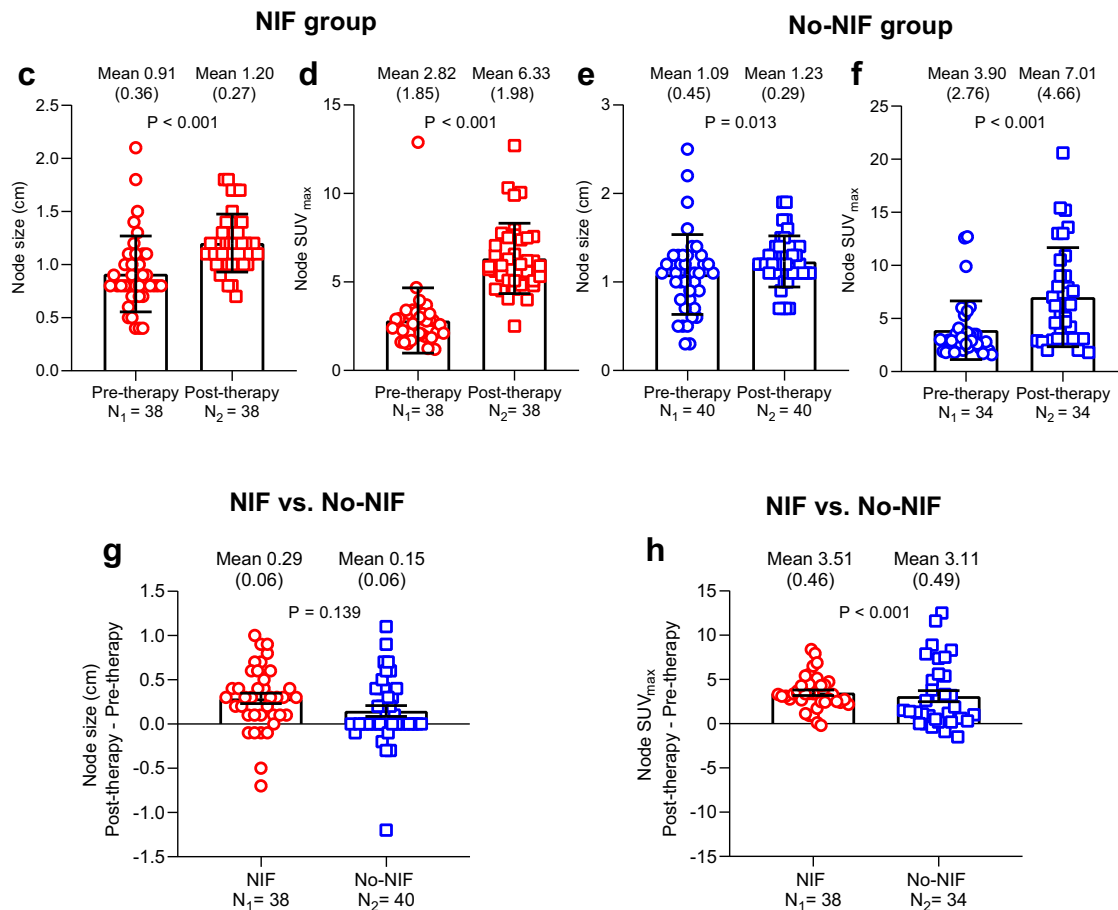 NIF group
No-NIF group
c
Mean 0.91
(0.36)
Mean 1.20
(0.27)
P < 0.001
Node size (cm)
2.5
2.0
1.5
1.0
0.5
0.0
Pre-therapy
N1 = 38
Post-therapy
N2 = 38
d
Mean 2.82
(1.85)
Mean 6.33
(1.98)
P < 0.001
Node SUVmax
15
10
5
0
Pre-therapy
N1 = 38
Post-therapy
N2= 38
e
Mean 1.09
(0.45)
Mean 1.23
(0.29)
P = 0.013
Node size (cm)
3
2
1
0
Pre-therapy
N1 = 40
Post-therapy
N2 = 40
f
Mean 3.90
(2.76)
Mean 7.01
(4.66)
P < 0.001
Node SUVmax
25
20
15
10
5
0
Pre-therapy
N1 = 34
Post-therapy
N2 = 34
NIF vs. No-NIF
g
Mean 0.29
(0.06)
Mean 0.15
(0.06)
P = 0.139
Node size (cm)
Post-therapy - Pre-therapy
1.5
1.0
0.5
0.0
-0.5
-1.0
-1.5
NIF
N1= 38
No-NIF
N2= 40
NIF vs. No-NIF
h
Mean 3.51
(0.46)
Mean 3.11
(0.49)
P < 0.001
Node SUVmax
Post-therapy - Pre-therapy
15
10
5
0
-5
-10
-15
NIF
N1 = 38
No-NIF
N2 = 34